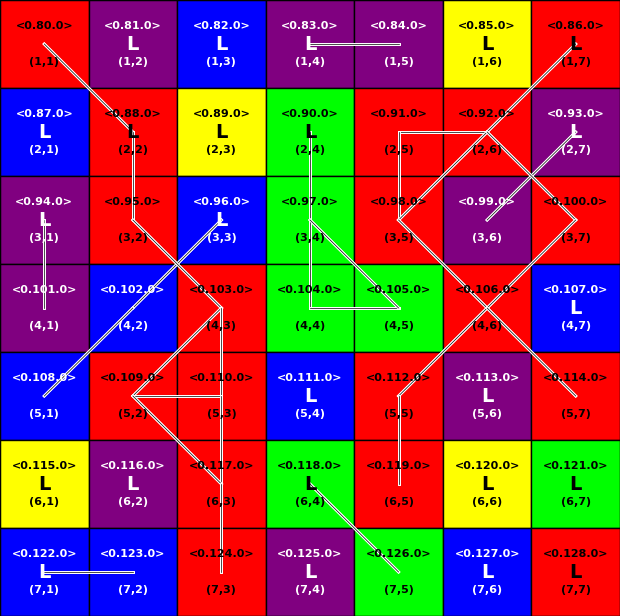 <0.80.0> <0.81.0> <0.82.0> <0.83.0> <0.84.0> <0.85.0> <0.86.0>
L L L L L
(1,1) (1,2) (1,3) (1,4) (1,5) (1,6) (1,7)
<0.87.0> <0.88.0> <0.89.0> <0.90.0> <0.91.0> <0.92.0> <0.93.0>
L L L L L
(2,1) (2,2) (2,3) (2,4) (2,5) (2,6) (2,7)
<0.94.0> <0.95.0> <0.96.0> <0.97.0> <0.98.0> <0.99.0> <0.100.0>
L L
(3,1) (3,2) (3,3) (3,4) (3,5) (3,6) (3,7)
<0.101.0> <0.102.0> <0.103.0> <0.104.0> <0.105.0> <0.106.0> <0.107.0>
L
(4,1) (4,2) (4,3) (4,4) (4,5) (4,6) (4,7)
<0.108.0> <0.109.0> <0.110.0> <0.111.0> <0.112.0> <0.113.0> <0.114.0>
L L
(5,1) (5,2) (5,3) (5,4) (5,5) (5,6) (5,7)
<0.115.0> <0.116.0> <0.117.0> <0.118.0> <0.119.0> <0.120.0> <0.121.0>
L L L L L
(6,1) (6,2) (6,3) (6,4) (6,5) (6,6) (6,7)
<0.122.0> <0.123.0> <0.124.0> <0.125.0> <0.126.0> <0.127.0> <0.128.0>
L L L L
(7,1) (7,2) (7,3) (7,4) (7,5) (7,6) (7,7)